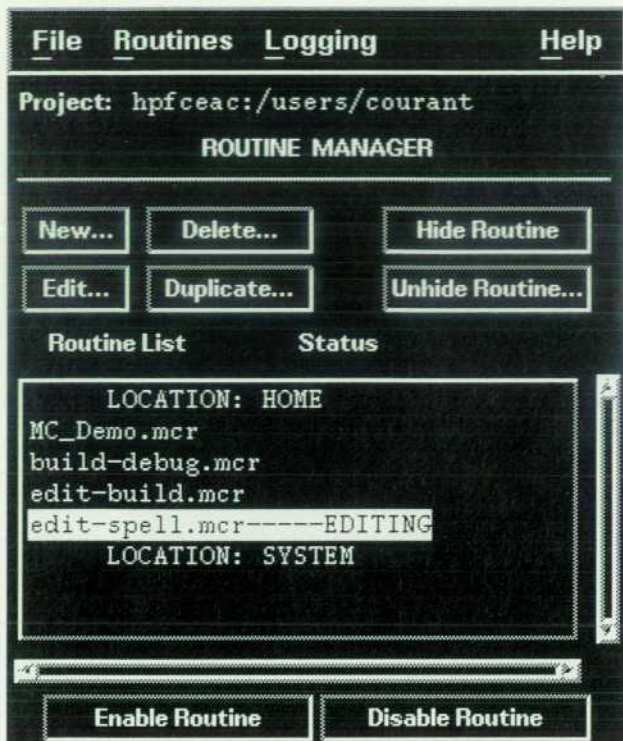 File Routines Logging Help
Project: hpfceac:/users/courant
ROUTINE MANAGER
New... Delete... Hide Routine
Edit... Duplicate... Unhide Routine...
Routine List Status
LOCATION: HOME
MC_Demo.mcr
build-debug.mcr
edit-build.mcr
edit-spell.mcr-----EDITING
LOCATION: SYSTEM
Enable Routine Disable Routine